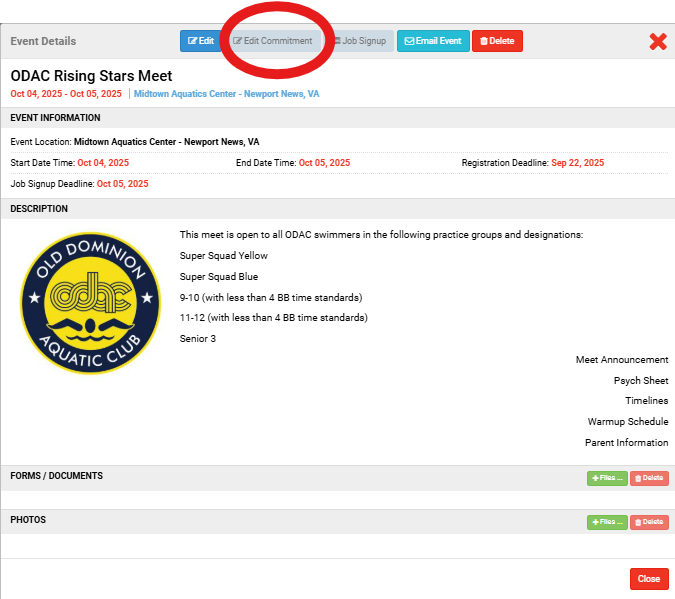 Event Details
Edit
Edit Commitment
Job Signup
Email Event
Delete
ODAC Rising Stars Meet
Oct 04, 2025 - Oct 05, 2025 | Midtown Aquatics Center - Newport News, VA
EVENT INFORMATION
Event Location: Midtown Aquatics Center - Newport News, VA
Start Date Time: Oct 04, 2025 End Date Time: Oct 05, 2025 Registration Deadline: Sep 22, 2025
Job Signup Deadline: Oct 05, 2025
DESCRIPTION
OLD DOMINION
odac
AQUATIC CLUB
This meet is open to all ODAC swimmers in the following practice groups and designations:
Super Squad Yellow
Super Squad Blue
9-10 (with less than 4 BB time standards)
11-12 (with less than 4 BB time standards)
Senior 3
Meet Announcement
Psych Sheet
Timelines
Warmup Schedule
Parent Information
FORMS / DOCUMENTS
+ Files ...
Delete
PHOTOS
+ Files ...
Delete
Close